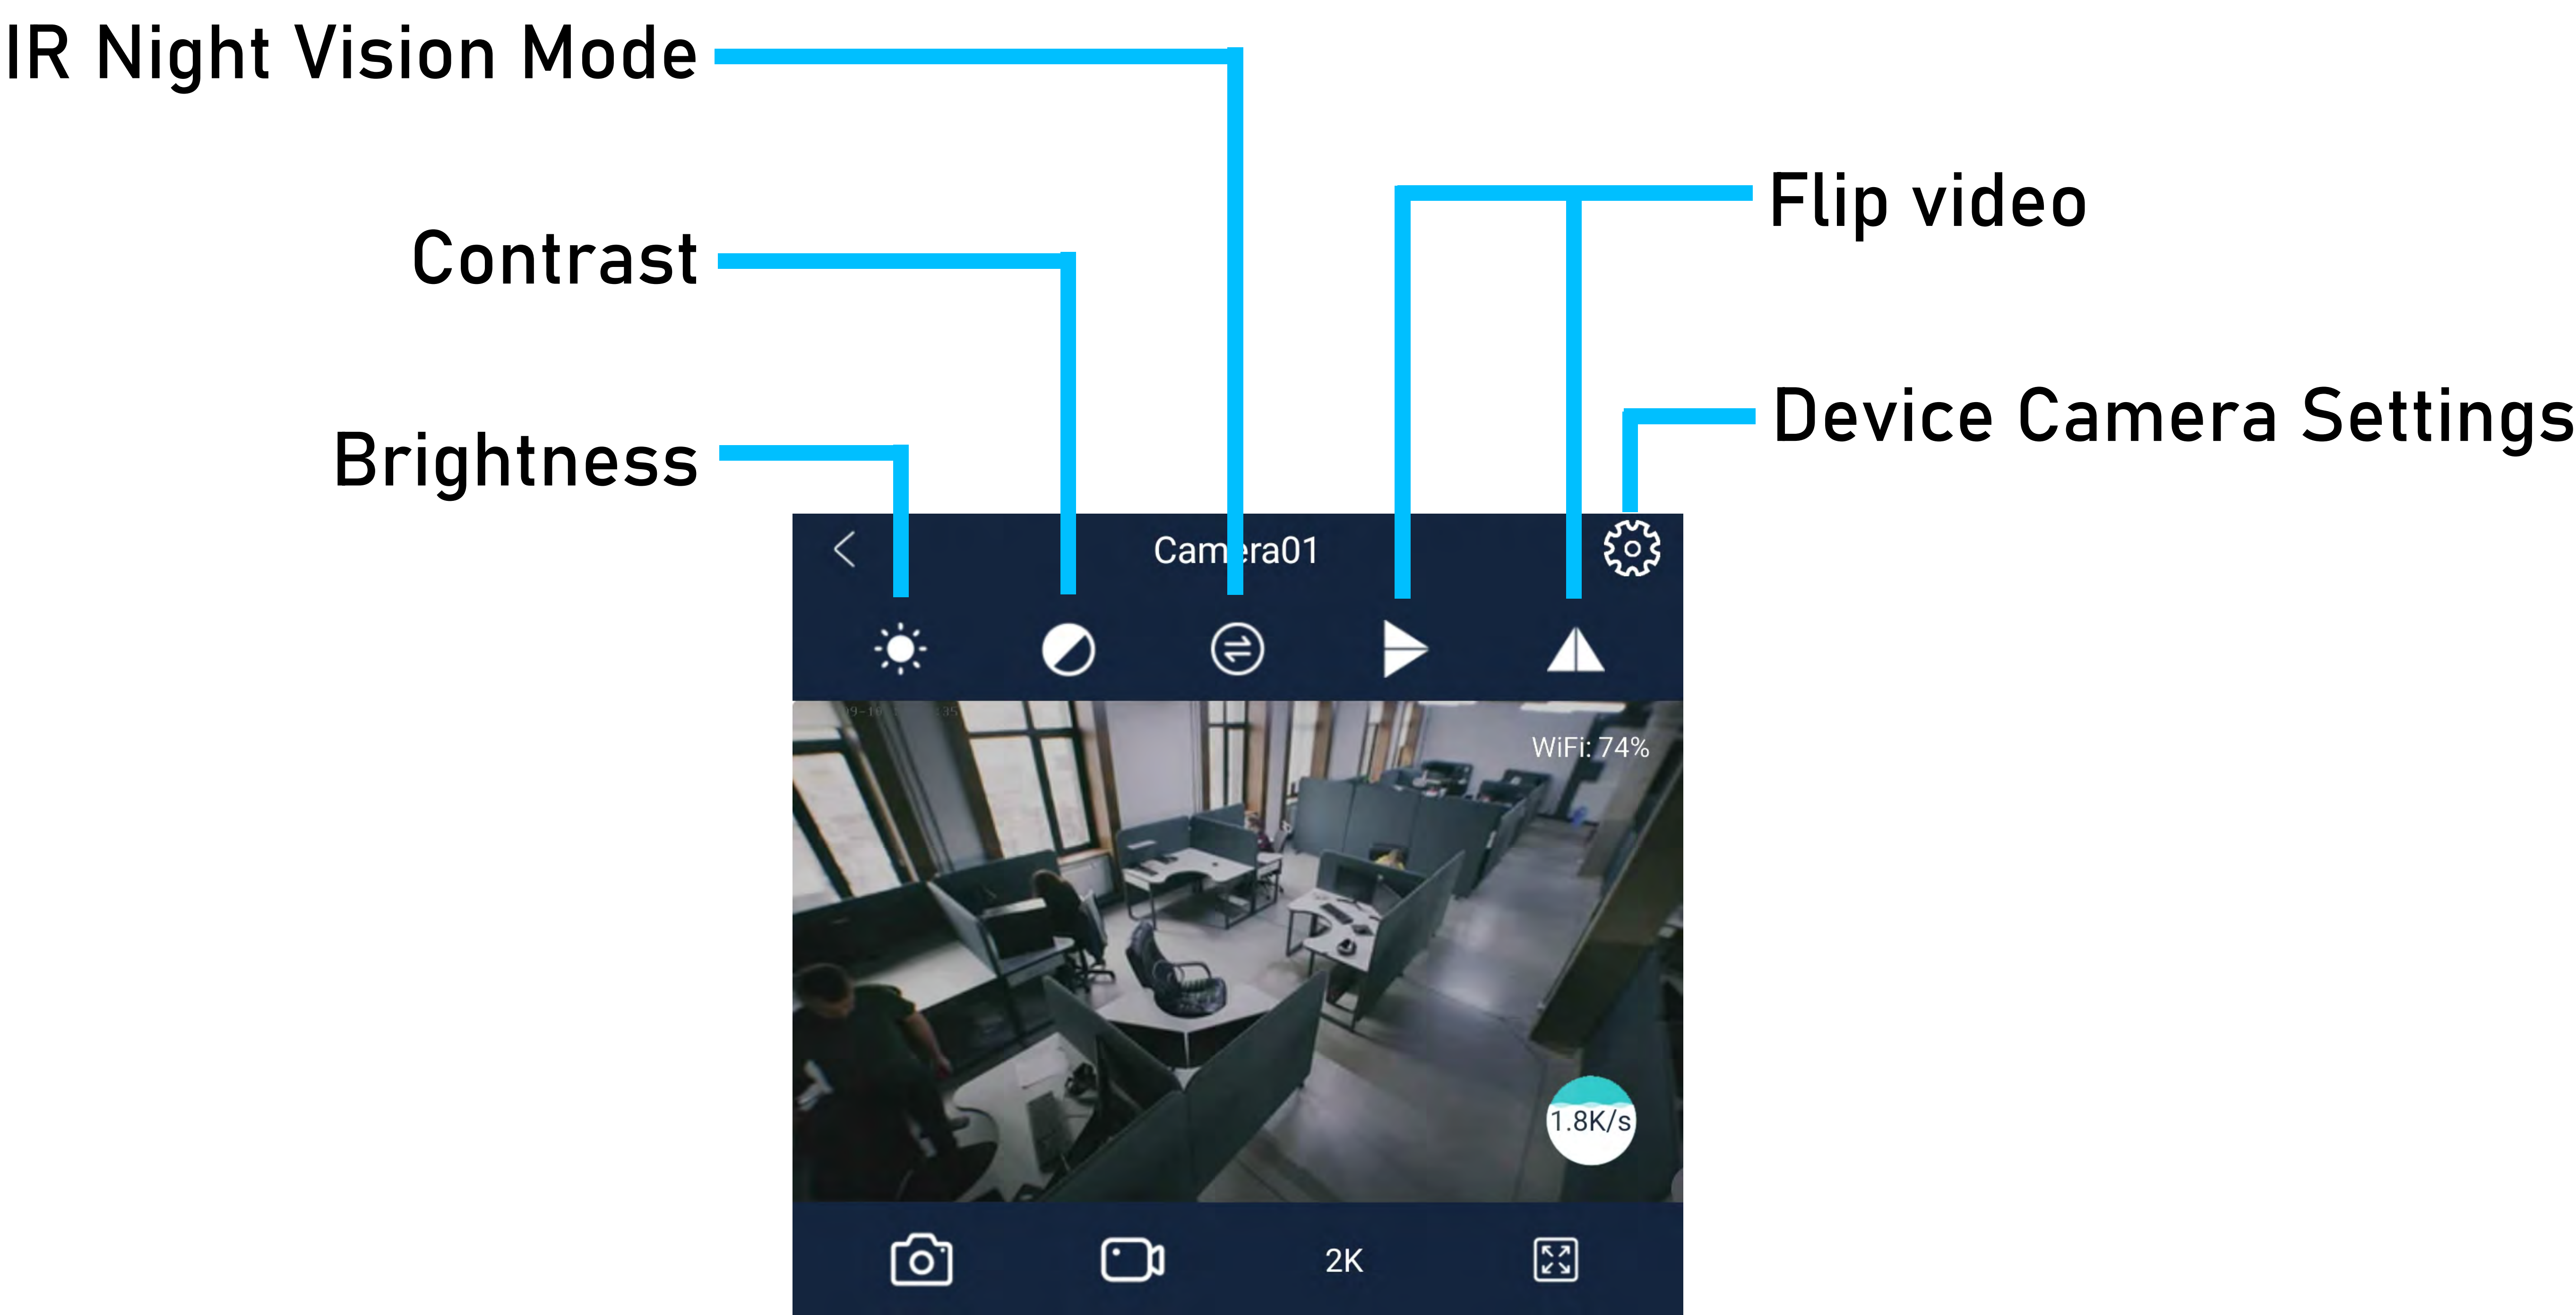 IR Night Vision Mode
Flip video
Contrast
Device Camera Settings
Brightness
Camera01
WiFi: 74%
1.8K/s
2K